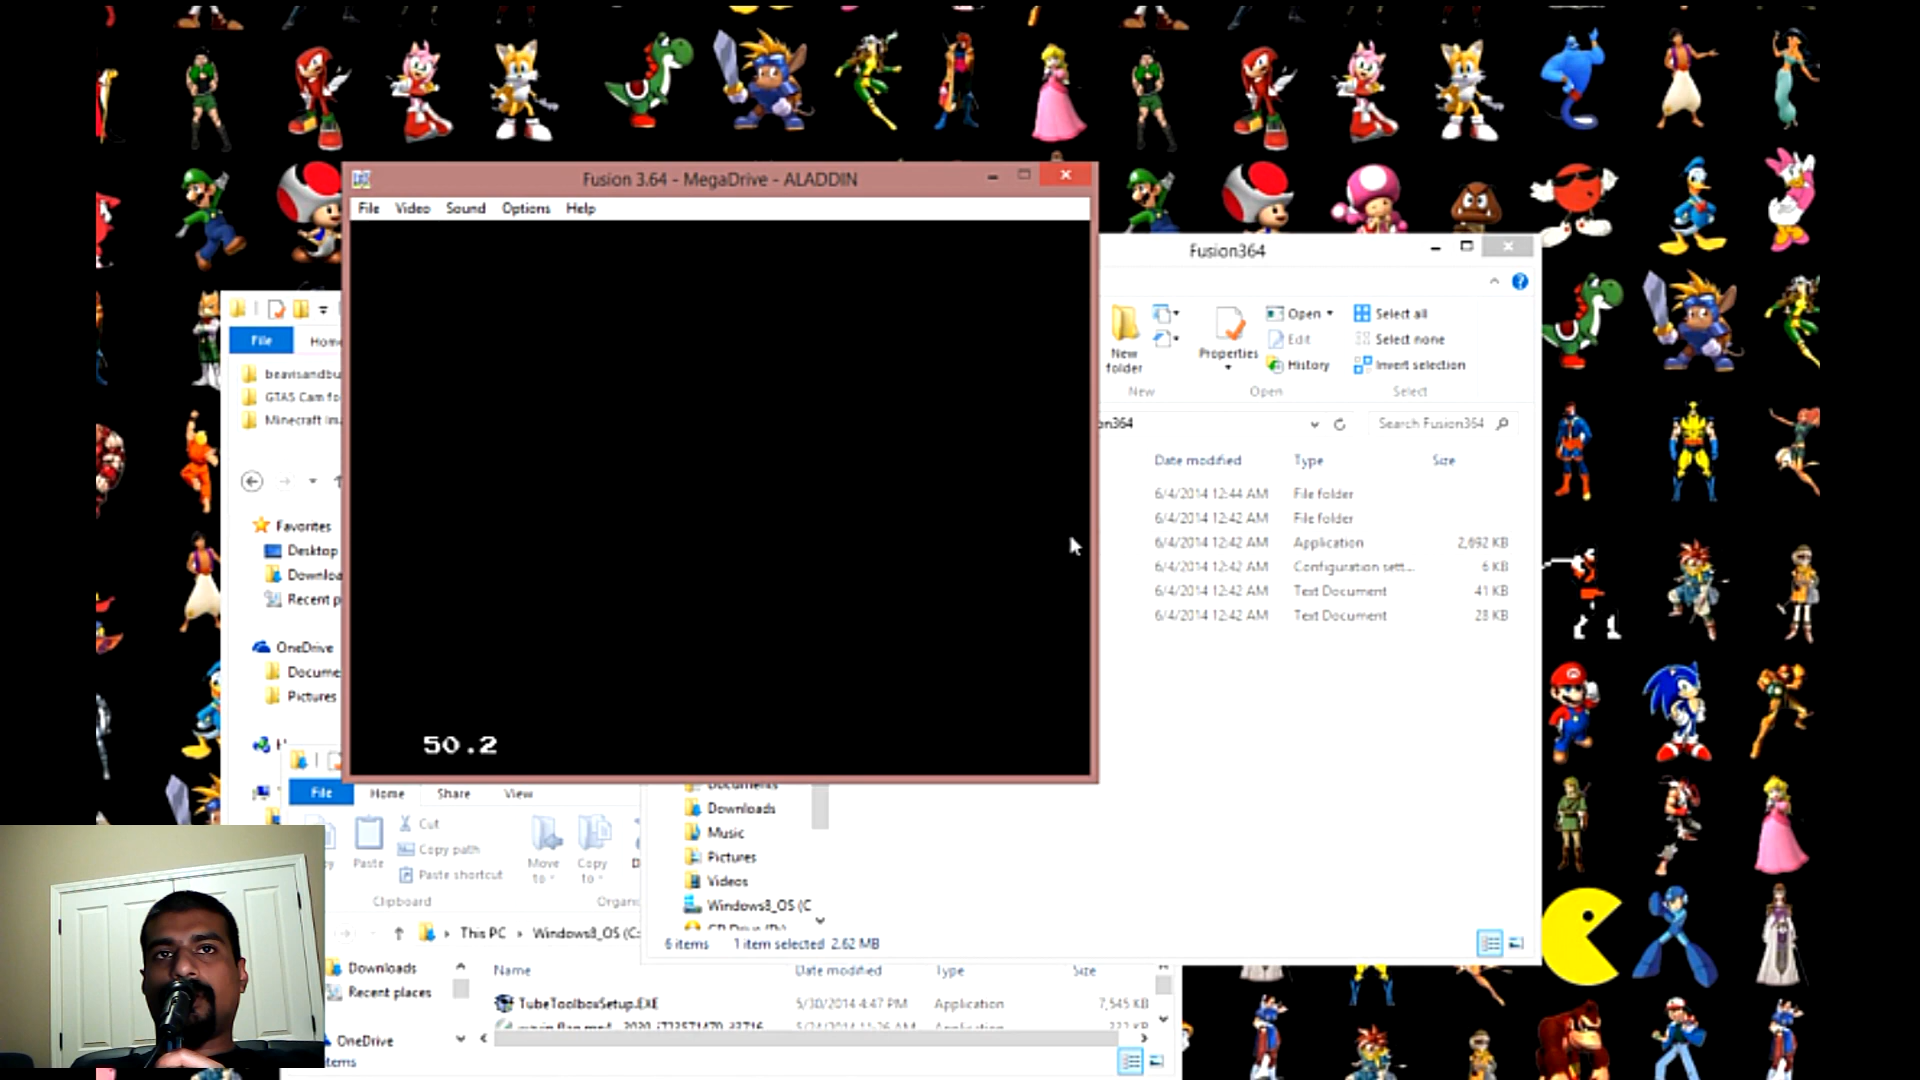 Fusion 3.64 - MegaDrive - ALADDIN
File Video Sound Options Help
50.2
Fusion364
New folder
Properties
Open
Edit
History
Select all
Select none
Invert selection
New
Open
Select
Search Fusion364
Date modified Type Size
6/4/2014 12:44 AM File folder
6/4/2014 12:42 AM File folder
6/4/2014 12:42 AM Application 2,692 KB
6/4/2014 12:42 AM Configuration sett... 6 KB
6/4/2014 12:42 AM Text Document 41 KB
6/4/2014 12:42 AM Text Document 28 KB
File
GTA5 Cam fo
Favorites
Desktop
Recent p
OneDrive
Pictures
Downloads
Music
Pictures
Videos
Windows8_OS (C
6 items 1 item selected 2.62 MB
File Home Share View
Paste
Cut
Copy path
Paste shortcut
Move to
Copy to
Clipboard
This PC Windows8_OS (C:
Downloads
Recent places
OneDrive
Name Date modified Type Size
TubeToolboxSetup.EXE 5/30/2014 4:47 PM Application 7,545 KB